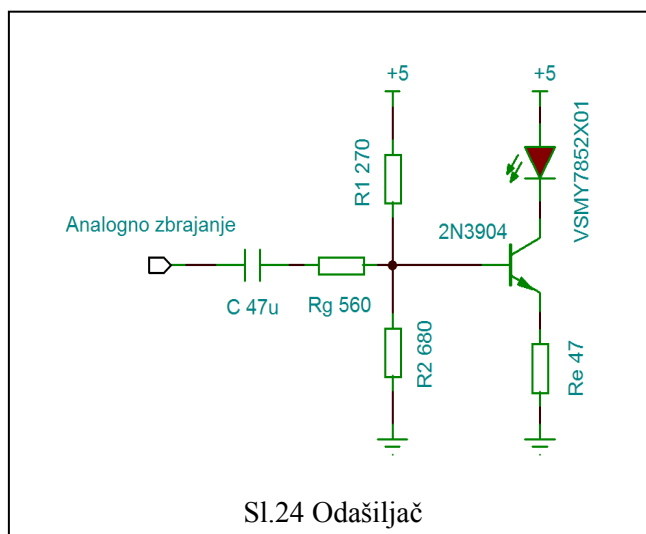 +5
+5
R1 270
VSMY7852X01
Analogno zbrajanje
2N3904
C 47u
Rg 560
R2 680
Re 47
Sl.24 Odašiljač